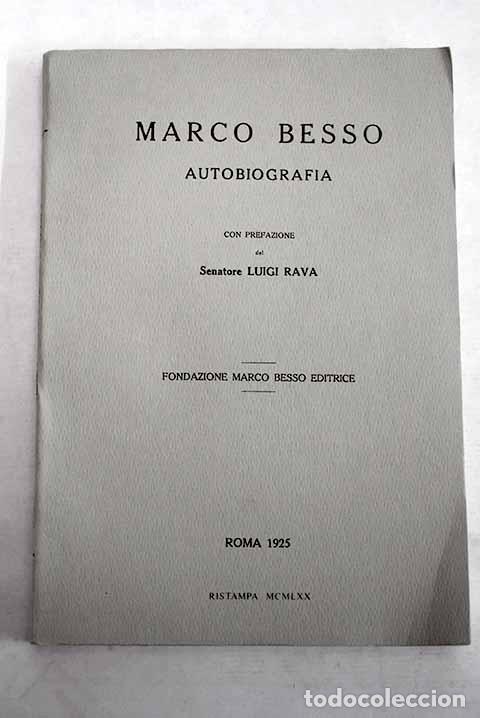 MARCO BESSO
AUTOBIOGRAFIA
CON PREFAZIONE
del
Senatore LUIGI RAVA
FONDAZIONE MARCO BESSO EDITRICE
ROMA 1925
RISTAMPA MCMLXX
todocoleccion